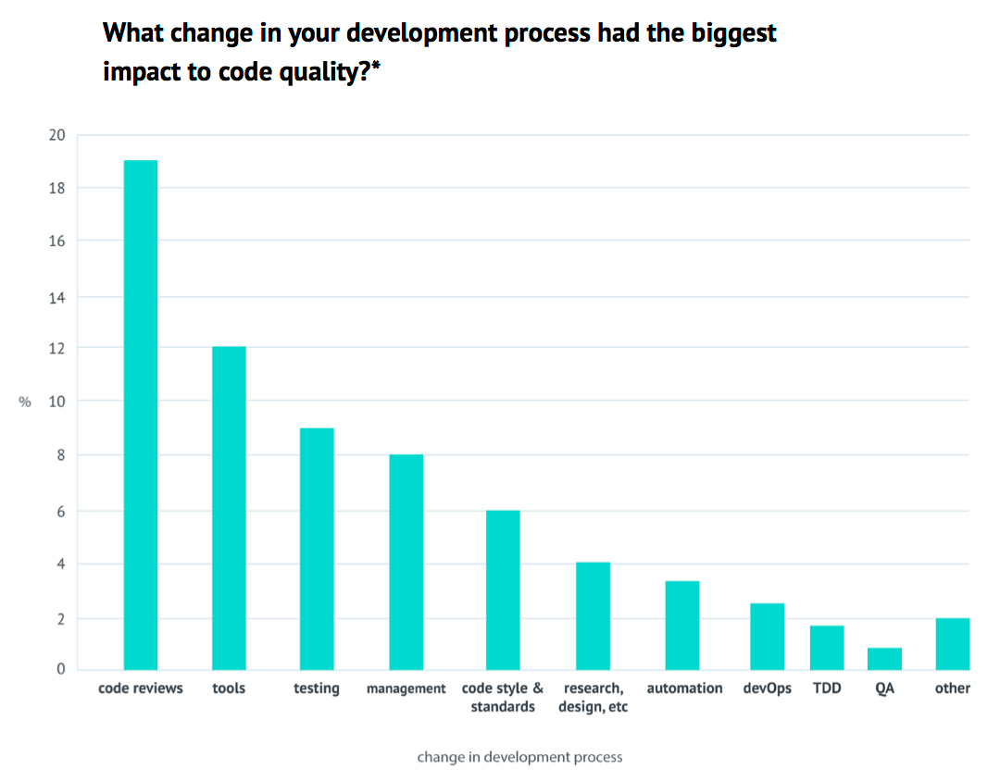 What change in your development process had the biggest
impact to code quality?*
20
18
16
14
12
% 10
8
6
4
2
0
code reviews tools testing management code style & research, automation devOps TDD QA other
standards design, etc
change in development process